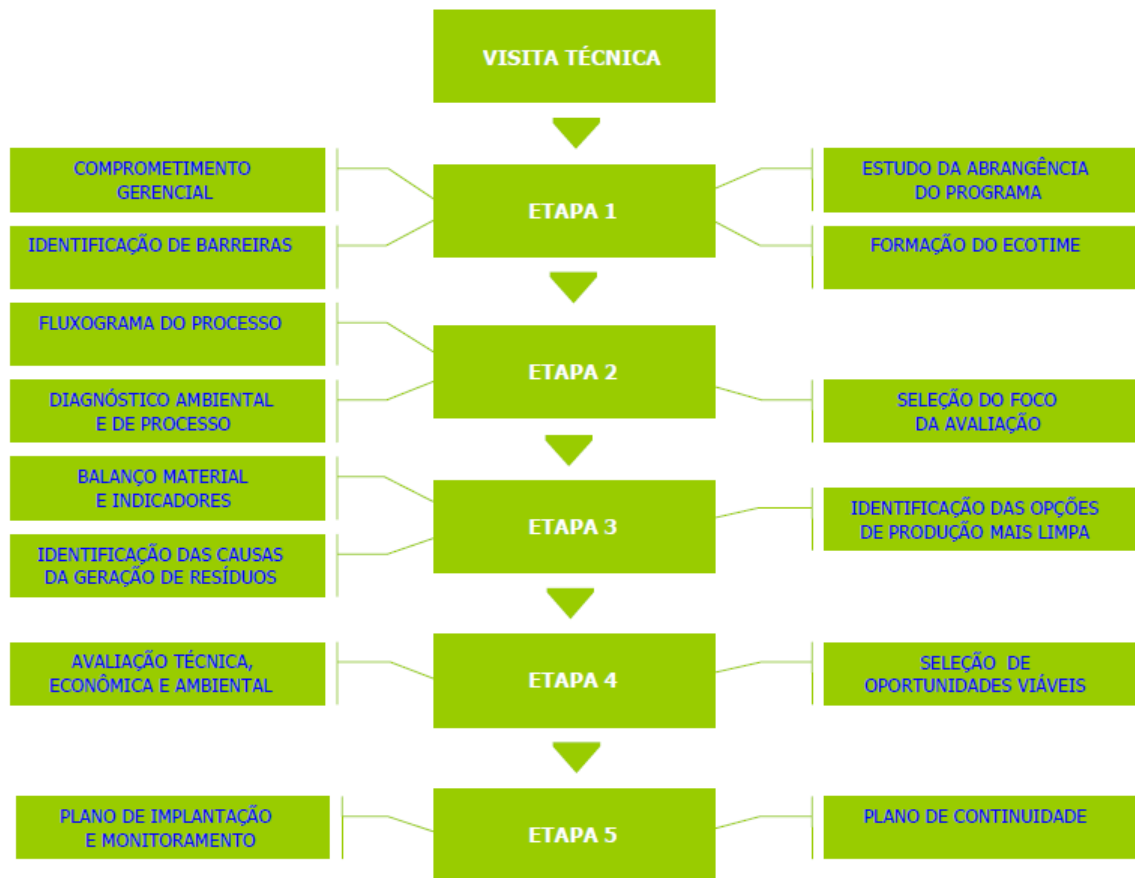 VISITA TÉCNICA
COMPROMETIMENTO
GERENCIAL
ESTUDO DA ABRANGÊNCIA
DO PROGRAMA
ETAPA 1
IDENTIFICAÇÃO DE BARREIRAS
FORMAÇÃO DO ECOTIME
FLUXOGRAMA DO PROCESSO
ETAPA 2
DIAGNÓSTICO AMBIENTAL
E DE PROCESSO
SELEÇÃO DO FOCO
DA AVALIAÇÃO
BALANÇO MATERIAL
E INDICADORES
ETAPA 3
IDENTIFICAÇÃO DAS OPÇÕES
DE PRODUÇÃO MAIS LIMPA
IDENTIFICAÇÃO DAS CAUSAS
DA GERAÇÃO DE RESÍDUOS
AVALIAÇÃO TÉCNICA,
ECONÔMICA E AMBIENTAL
ETAPA 4
SELEÇÃO DE
OPORTUNIDADES VIÁVEIS
PLANO DE IMPLANTAÇÃO
E MONITORAMENTO
ETAPA 5
PLANO DE CONTINUIDADE